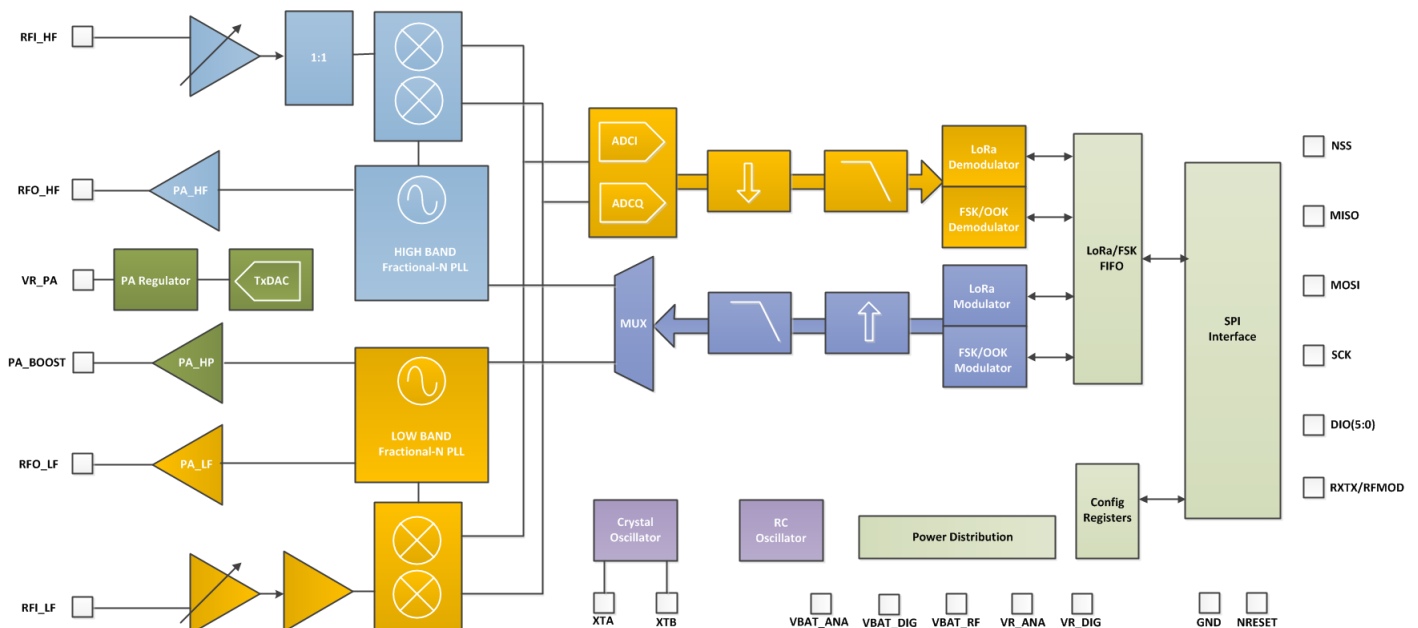 RFI_HF
1:1
RFO_HF
PA_HF
HIGH BAND
Fractional-N PLL
VR_PA
PA Regulator
TxDAC
PA_BOOST
PA_HP
RFO_LF
PA_LF
LOW BAND
Fractional-N PLL
RFI_LF
ADCI
ADCQ
LoRa
Demodulator
FSK/OOK
Demodulator
MUX
LoRa
Modulator
FSK/OOK
Modulator
LoRa/FSK
FIFO
SPI
Interface
Config
Registers
Crystal
Oscillator
RC
Oscillator
Power Distribution
XTA
XTB
VBAT_ANA
VBAT_DIG
VBAT_RF
VR_ANA
VR_DIG
GND
NRESET
NSS
MISO
MOSI
SCK
DIO(5:0)
RXTX/RFMOD